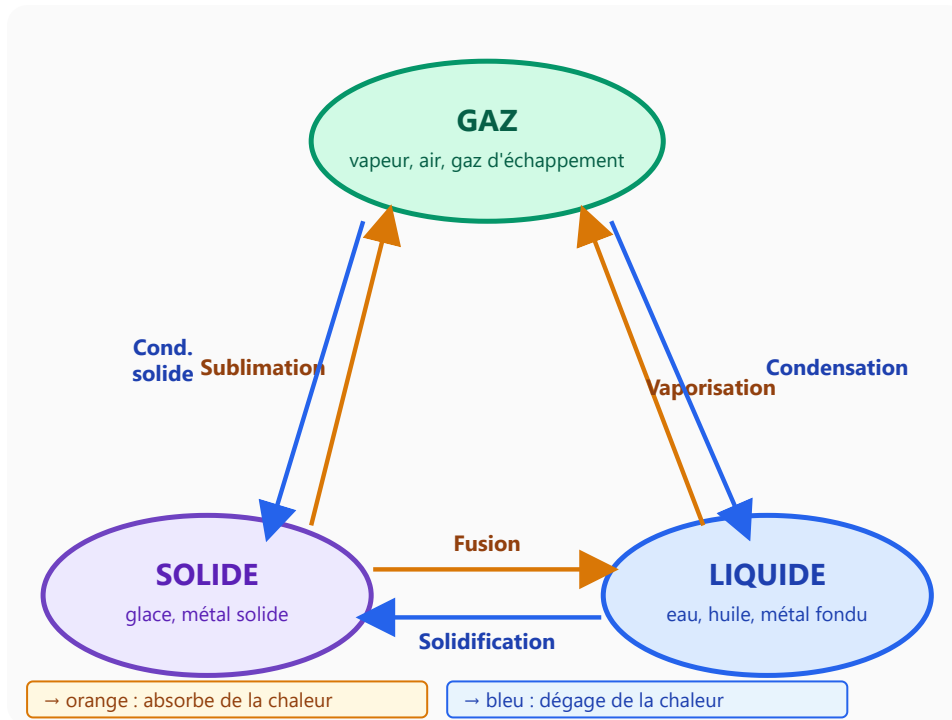 GAZ
vapeur, air, gaz d'échappement
Cond.
solide
Sublimation
Vaporisation
Condensation
Fusion
SOLIDE
glace, métal solide
LIQUIDE
eau, huile, métal fondu
Solidification
→ orange : absorbe de la chaleur
→ bleu : dégage de la chaleur